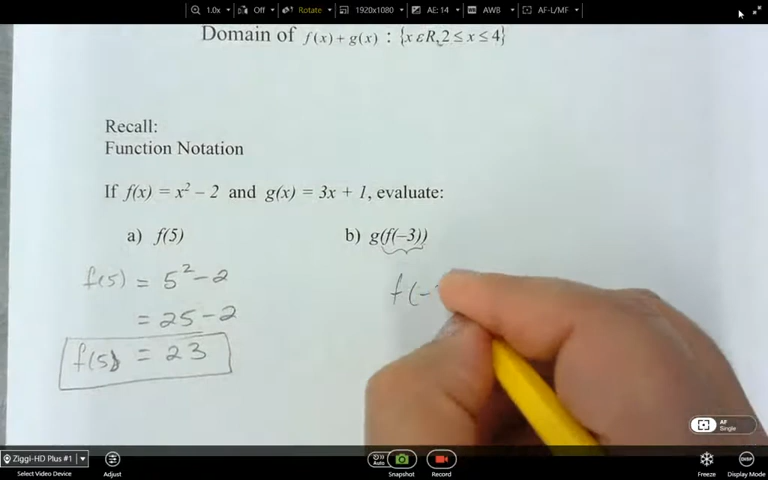 1.0x Off Rotate 1920x1080 AE: 14 AWB AF-L/MF
Domain of f(x) + g(x) : {x ε R, 2 ≤ x ≤ 4}
Recall:
Function Notation
If f(x) = x² – 2 and g(x) = 3x + 1, evaluate:
a) f(5)
b) g(f(–3))
f(5) = 5² – 2
= 25 – 2
f(5) = 23
f(–
AF
Single
Ziggi-HD Plus #1
Select Video Device
Adjust
Auto
Snapshot
Record
Freeze
DISP
Display Mode